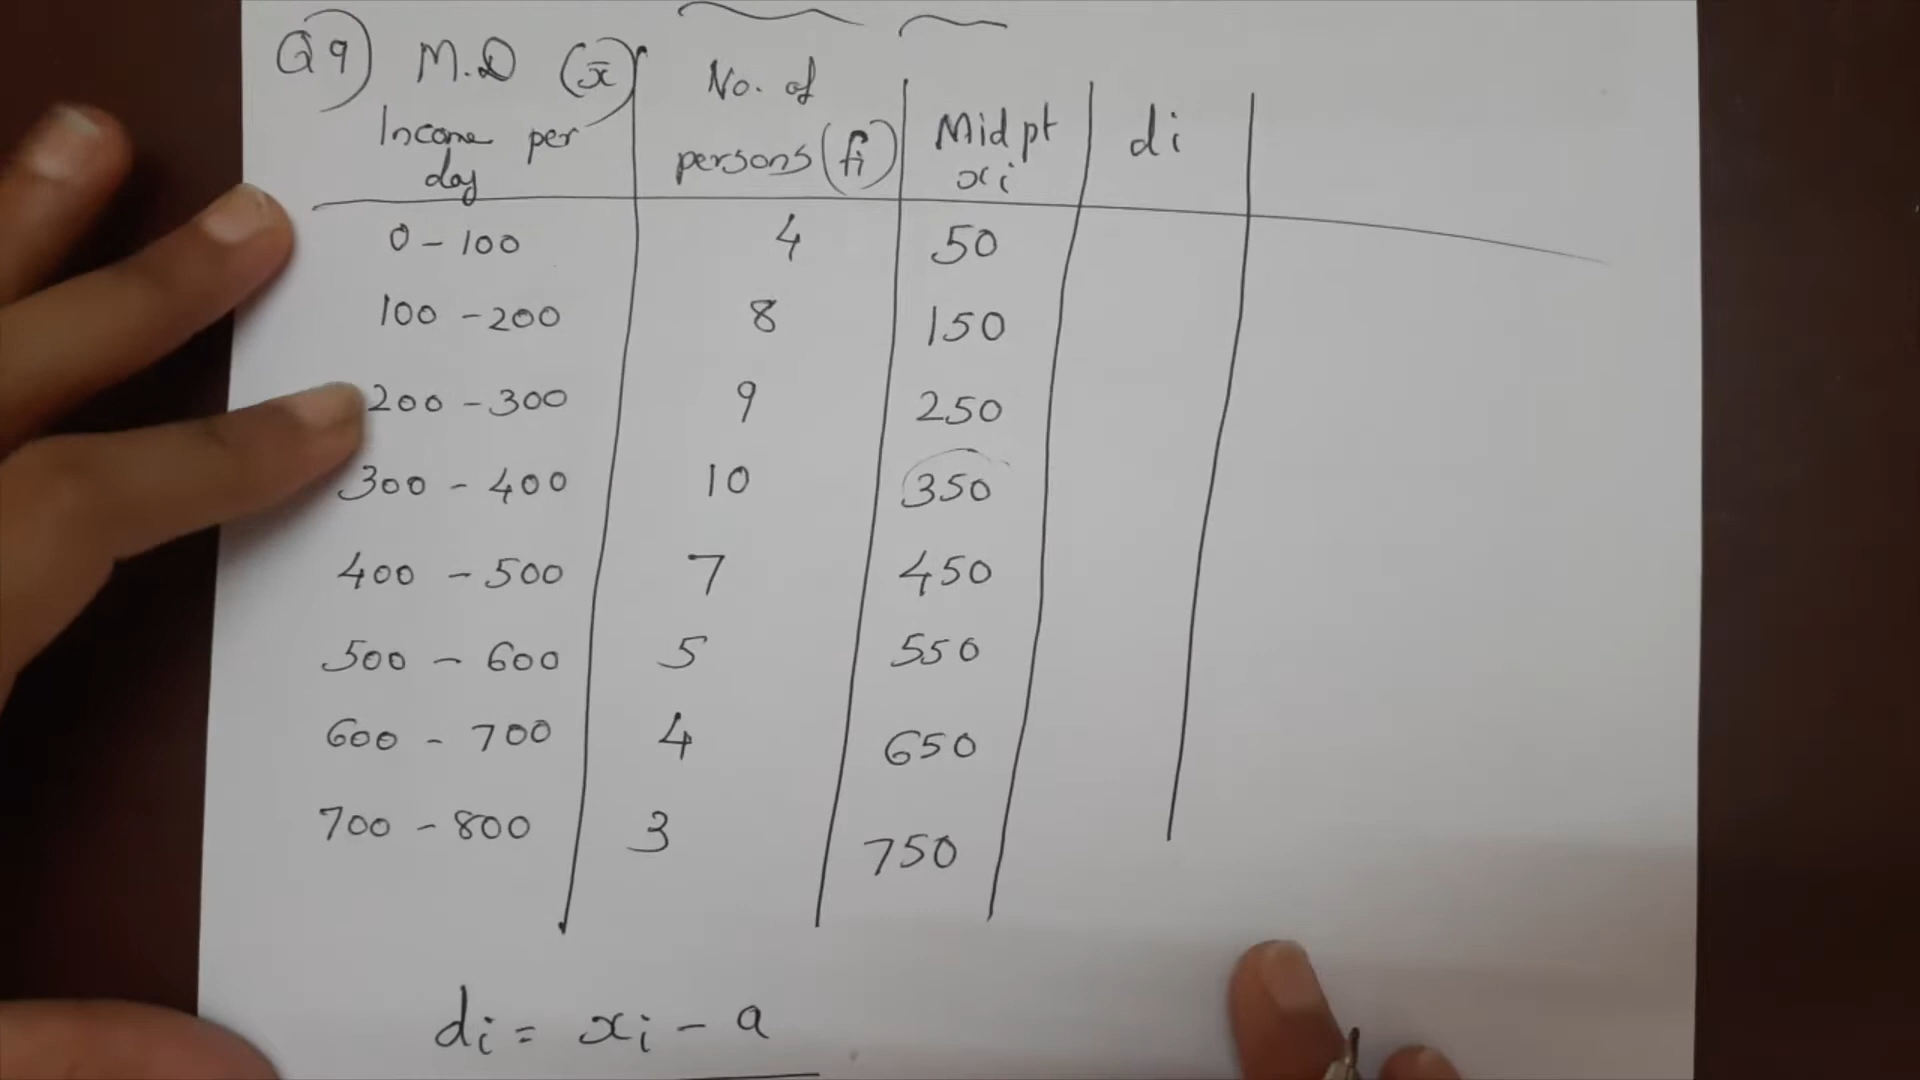 Q9) M.D (x̄)
Income per day | No. of persons (fi) | Mid pt xi | di
0 - 100 | 4 | 50
100 - 200 | 8 | 150
200 - 300 | 9 | 250
300 - 400 | 10 | 350
400 - 500 | 7 | 450
500 - 600 | 5 | 550
600 - 700 | 4 | 650
700 - 800 | 3 | 750
di = xi - a